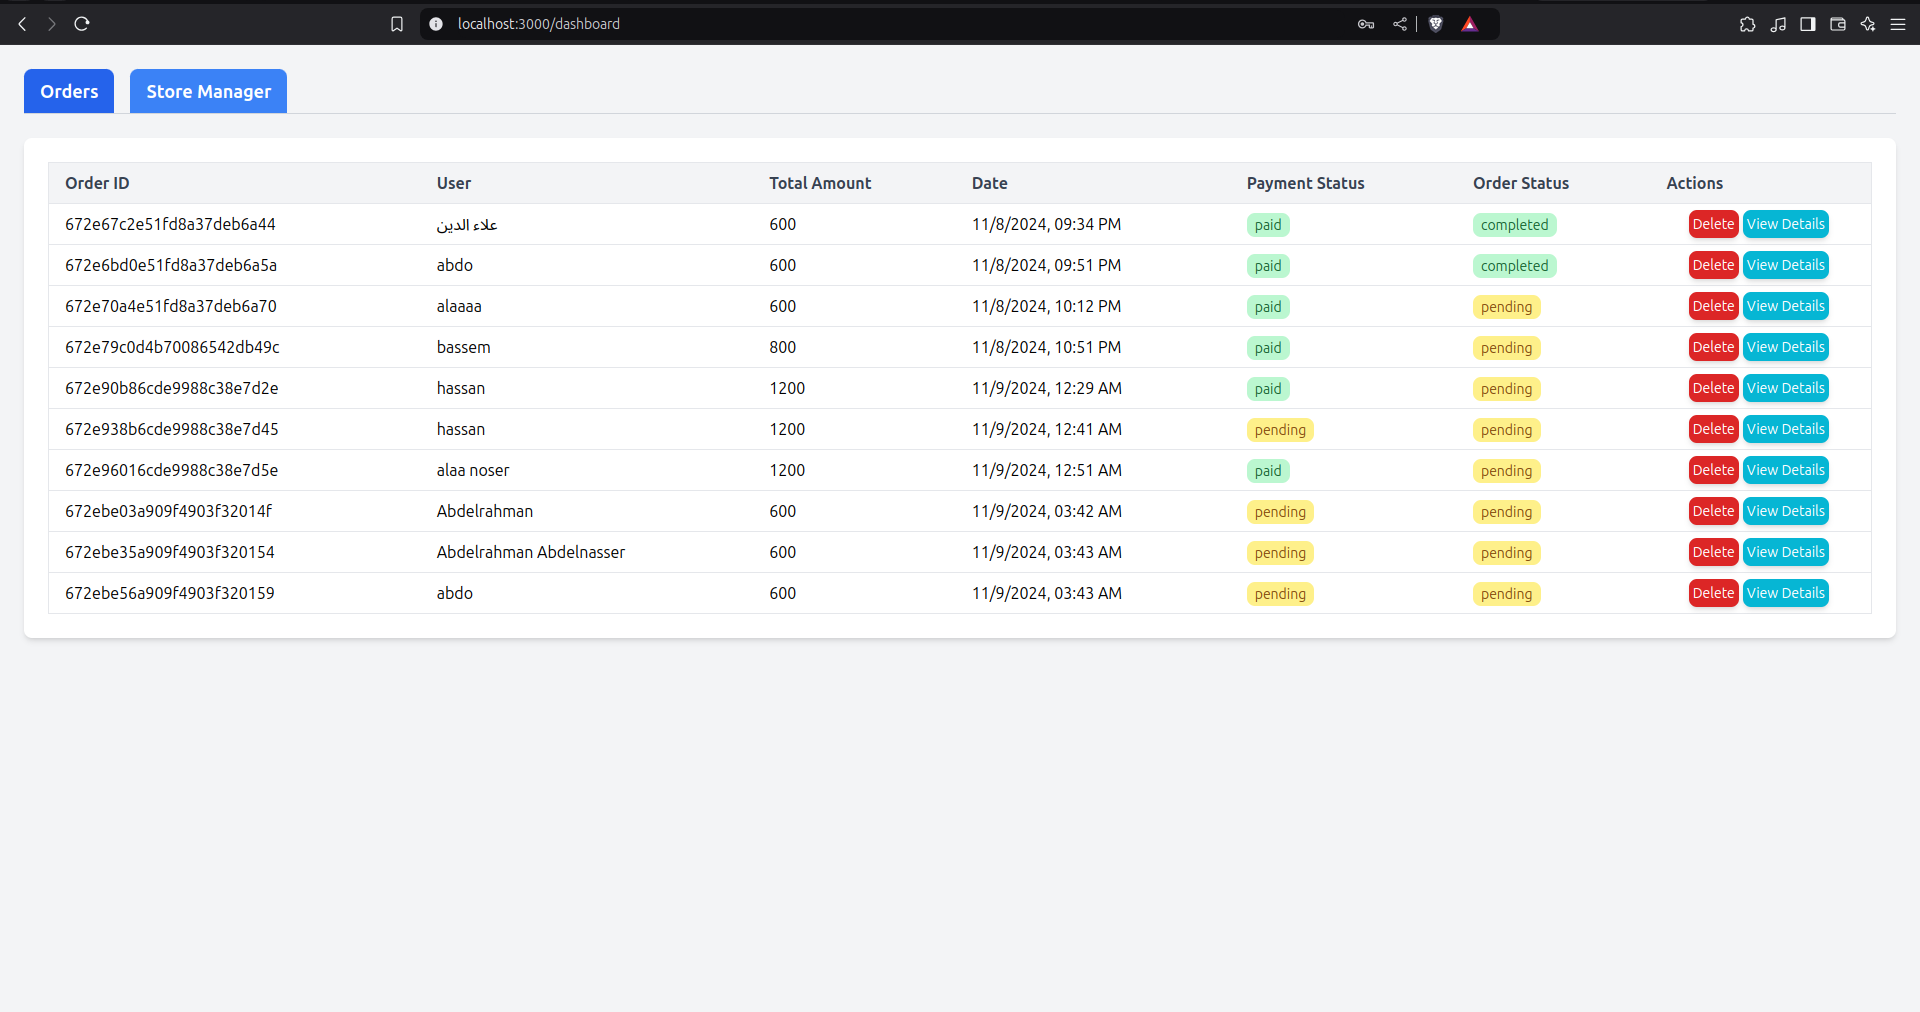 localhost:3000/dashboard
Orders Store Manager
Order ID User Total Amount Date Payment Status Order Status Actions
672e67c2e51fd8a37deb6a44 علاء الدين 600 11/8/2024, 09:34 PM paid completed Delete View Details
672e6bd0e51fd8a37deb6a5a abdo 600 11/8/2024, 09:51 PM paid completed Delete View Details
672e70a4e51fd8a37deb6a70 alaaaa 600 11/8/2024, 10:12 PM paid pending Delete View Details
672e79c0d4b70086542db49c bassem 800 11/8/2024, 10:51 PM paid pending Delete View Details
672e90b86cde9988c38e7d2e hassan 1200 11/9/2024, 12:29 AM paid pending Delete View Details
672e938b6cde9988c38e7d45 hassan 1200 11/9/2024, 12:41 AM pending pending Delete View Details
672e96016cde9988c38e7d5e alaa noser 1200 11/9/2024, 12:51 AM paid pending Delete View Details
672ebe03a909f4903f32014f Abdelrahman 600 11/9/2024, 03:42 AM pending pending Delete View Details
672ebe35a909f4903f320154 Abdelrahman Abdelnasser 600 11/9/2024, 03:43 AM pending pending Delete View Details
672ebe56a909f4903f320159 abdo 600 11/9/2024, 03:43 AM pending pending Delete View Details